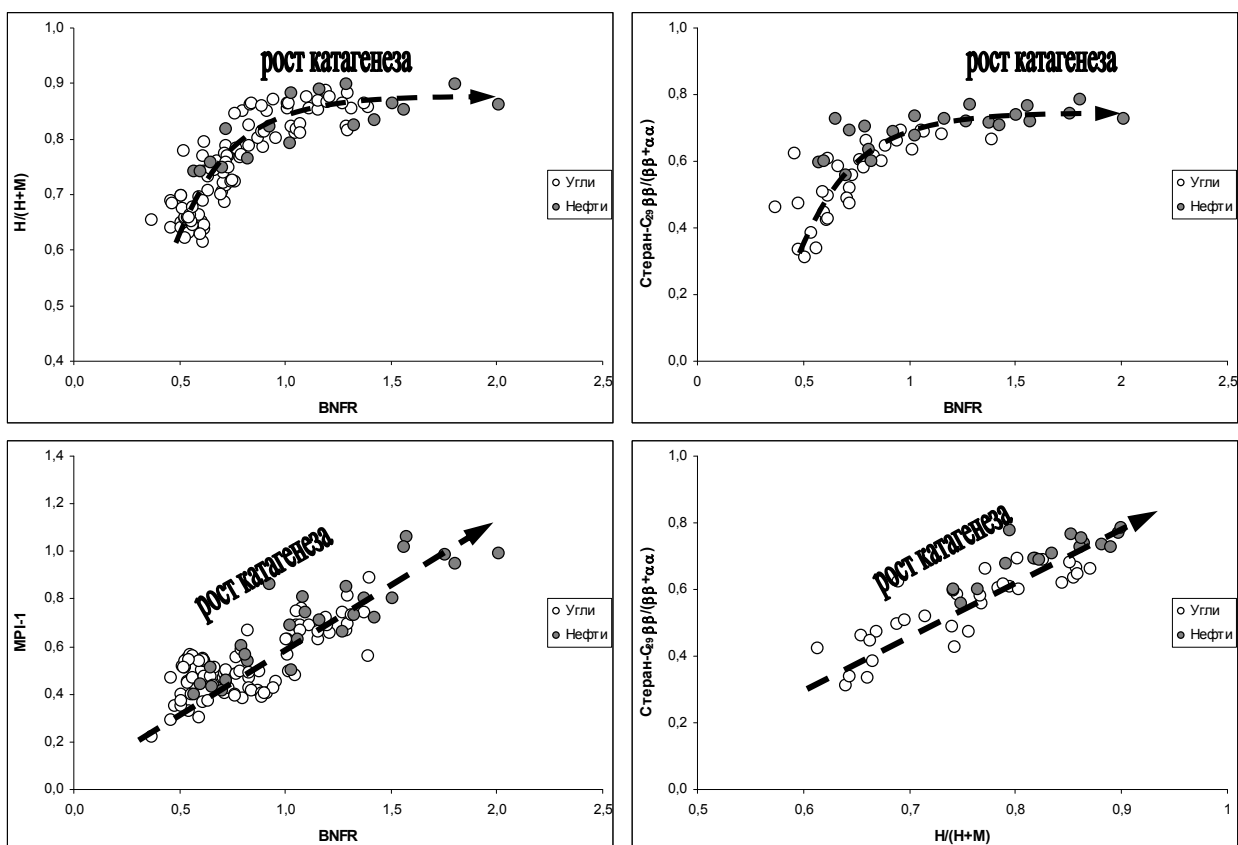 H/(H+M)
1,0
0,9
0,8
0,7
0,6
0,5
0,4
0,0
0,5
1,0
1,5
2,0
2,5
BNFR
рост катагенеза
Угли
Нефти
Стеран-C29 ββ/(ββ+αα)
1,0
0,8
0,6
0,4
0,2
0,0
0
0,5
1
1,5
2
2,5
BNFR
рост катагенеза
Угли
Нефти
MPI-1
1,4
1,2
1,0
0,8
0,6
0,4
0,2
0,0
0,0
0,5
1,0
1,5
2,0
2,5
BNFR
рост катагенеза
Угли
Нефти
Стеран-C29 ββ/(ββ+αα)
1,0
0,8
0,6
0,4
0,2
0,0
0,5
0,6
0,7
0,8
0,9
1
H/(H+M)
рост катагенеза
Угли
Нефти